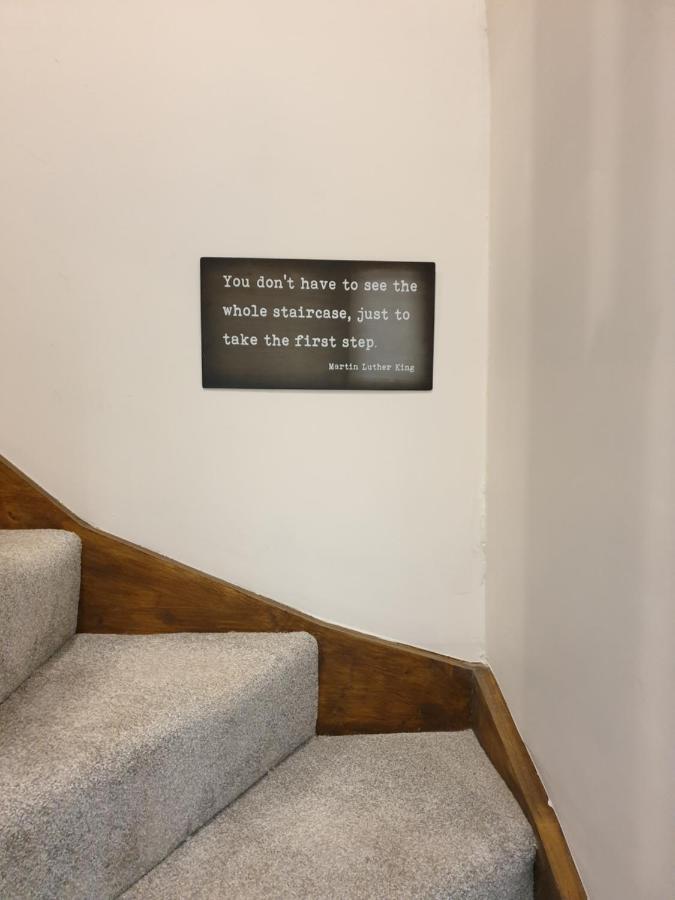 You don't have to see the
whole staircase, just to
take the first step.
Martin Luther King